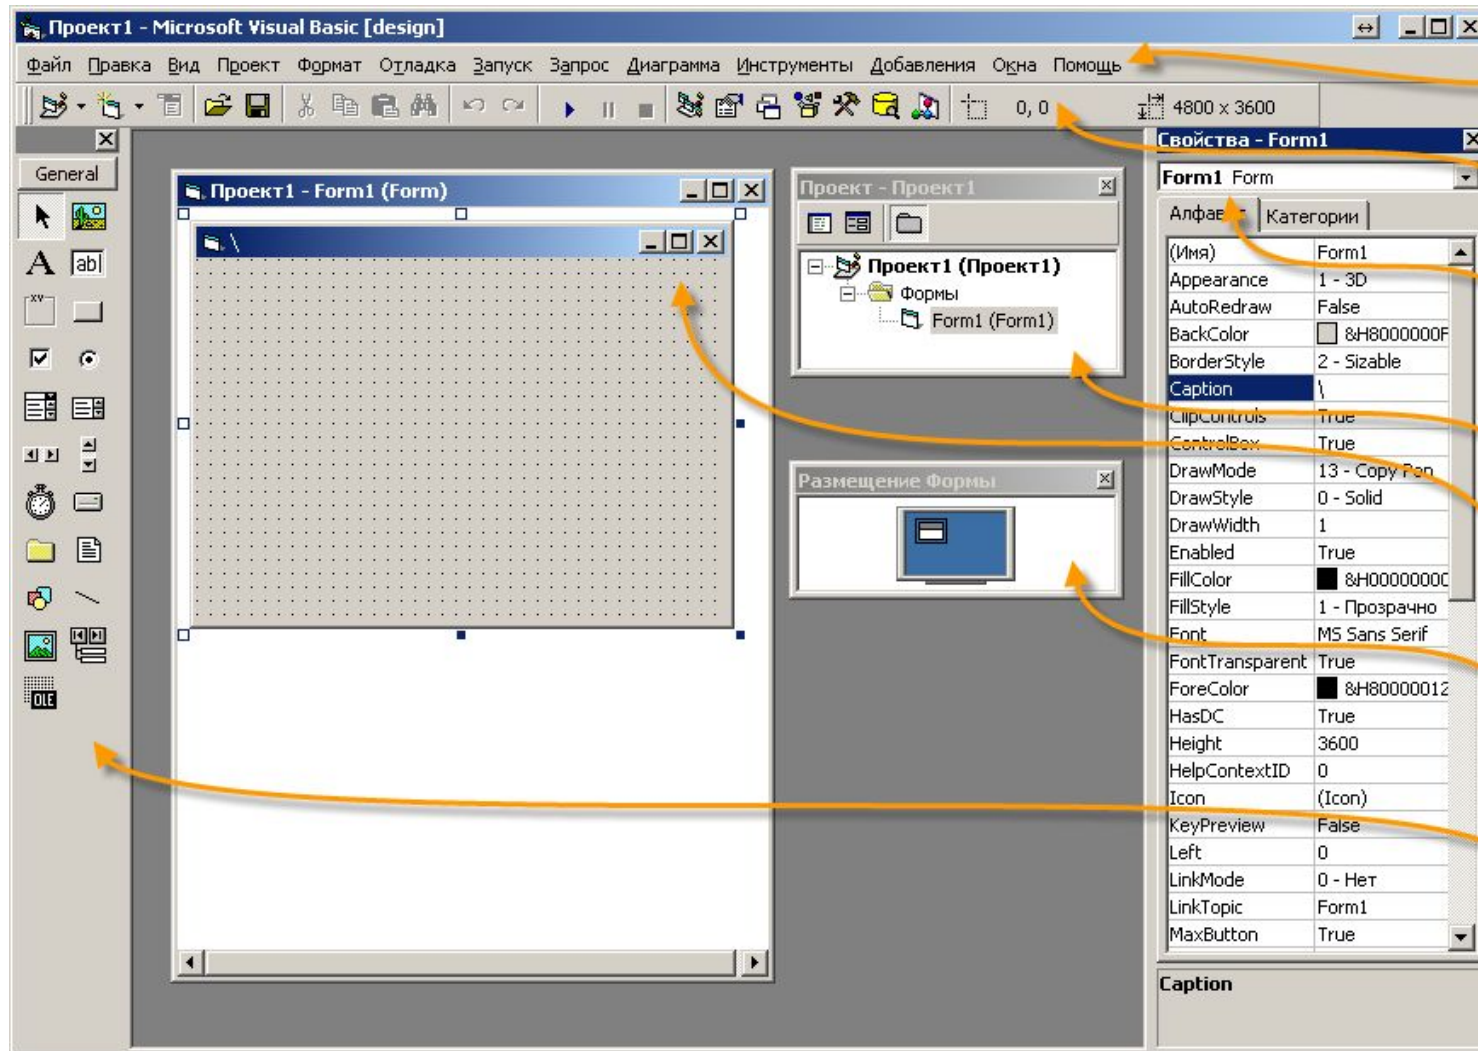 Проект1 - Microsoft Visual Basic [design]
Файл Правка Вид Проект Формат Отладка Запуск Запрос Диаграмма Инструменты Добавления Окна Помощь
0, 0
4800 x 3600
General
A
ab
XY
OLE
Проект1 - Form1 (Form)
\
Проект - Проект1
Проект1 (Проект1)
Формы
Form1 (Form1)
Размещение Формы
Свойства - Form1
Form1 Form
Категории
(Имя) Form1
Appearance 1 - 3D
AutoRedraw False
BackColor &H8000000F
BorderStyle 2 - Sizable
Caption \
ClipControls True
ControlBox True
DrawMode 13 - Copy Pen
DrawStyle 0 - Solid
DrawWidth 1
Enabled True
FillColor
FillStyle 1 - Прозрачно
Font MS Sans Serif
FontTransparent True
ForeColor &H80000012
HasDC True
Height 3600
HelpContextID 0
Icon (Icon)
KeyPreview False
Left 0
LinkMode 0 - Нет
LinkTopic Form1
MaxButton True
Caption